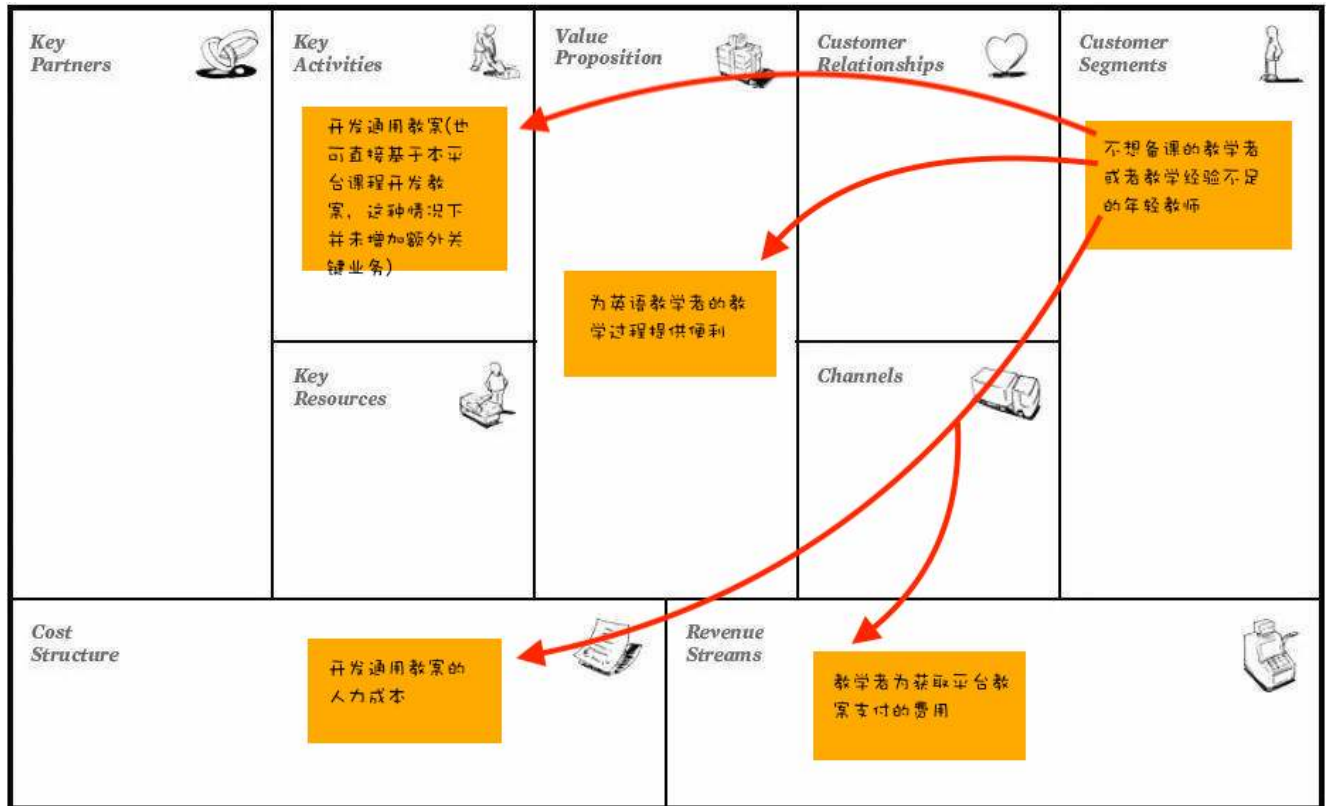 Key
Partners
Key
Activities
开发通用教案(也
可直接基于本平
台课程开发教
案，这种情况下
并未增加额外关
键业务)
Key
Resources
Value
Proposition
为英语教学者的教
学过程提供便利
Customer
Relationships
Channels
Customer
Segments
不想备课的教学者
或者教学经验不足
的年轻教师
Cost
Structure
开发通用教案的
人力成本
Revenue
Streams
教学者为获取平台教
案支付的费用